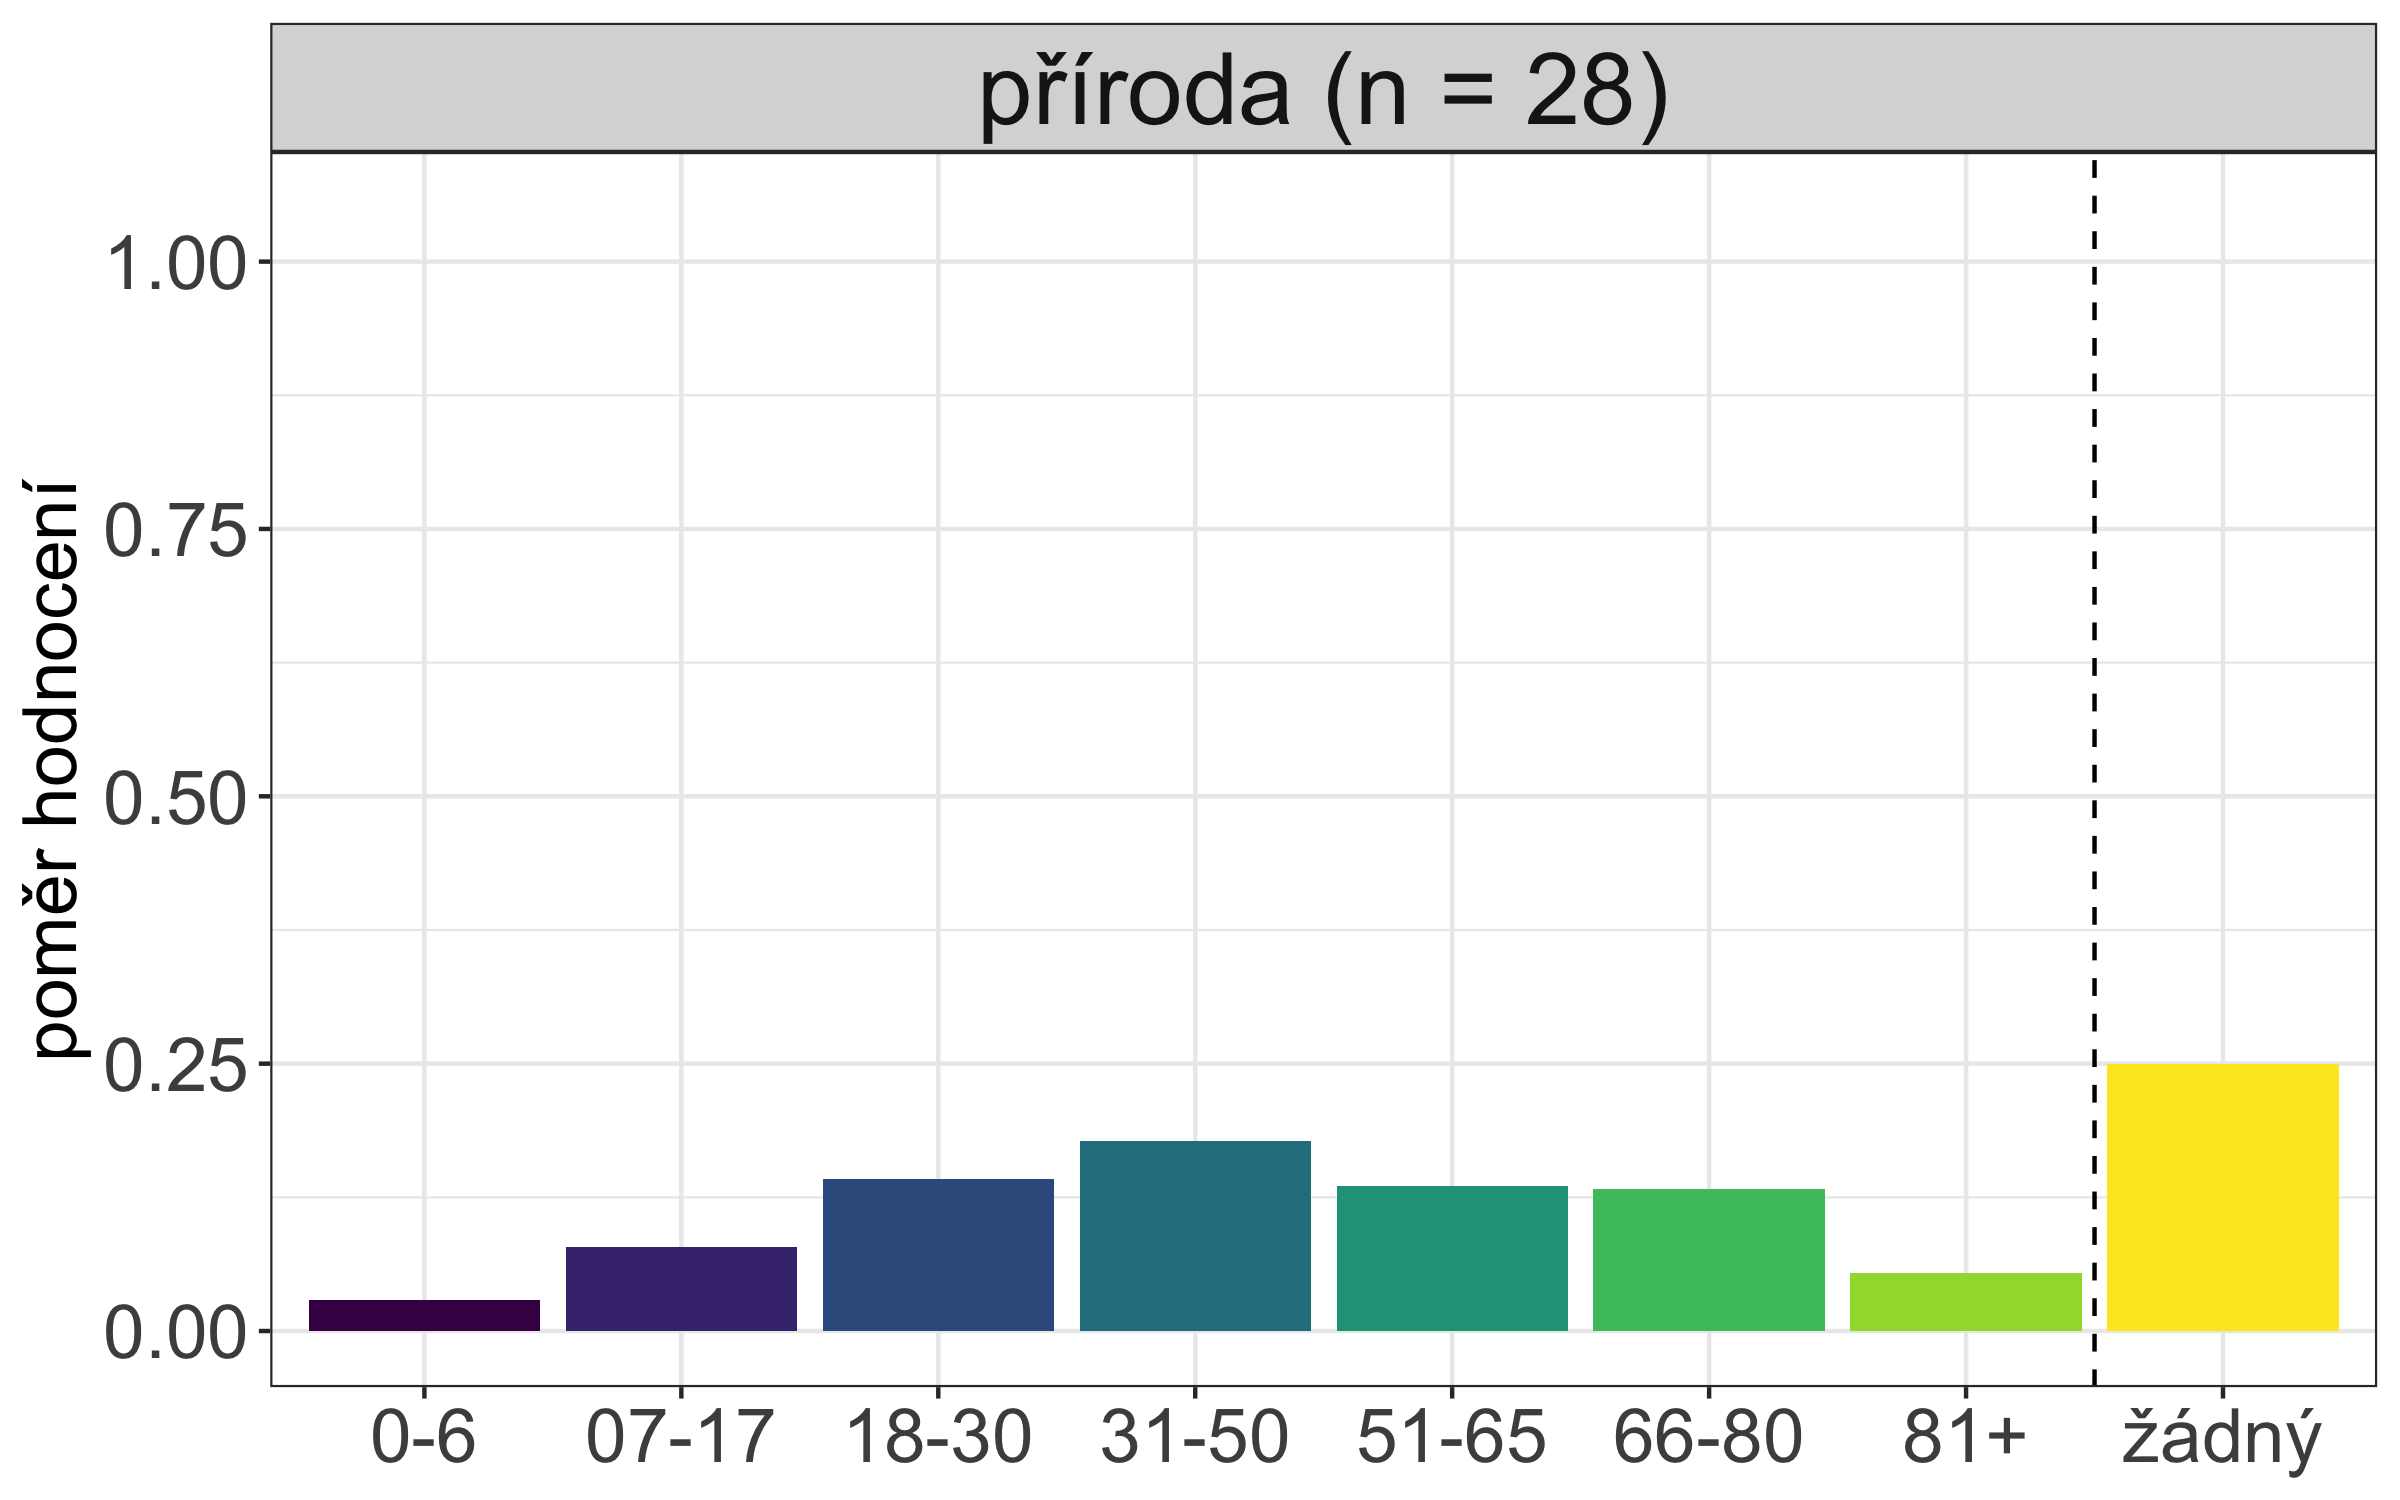 příroda (n = 28)
poměr hodnocení
1.00
0.75
0.50
0.25
0.00
0-6 07-17 18-30 31-50 51-65 66-80 81+ žádný